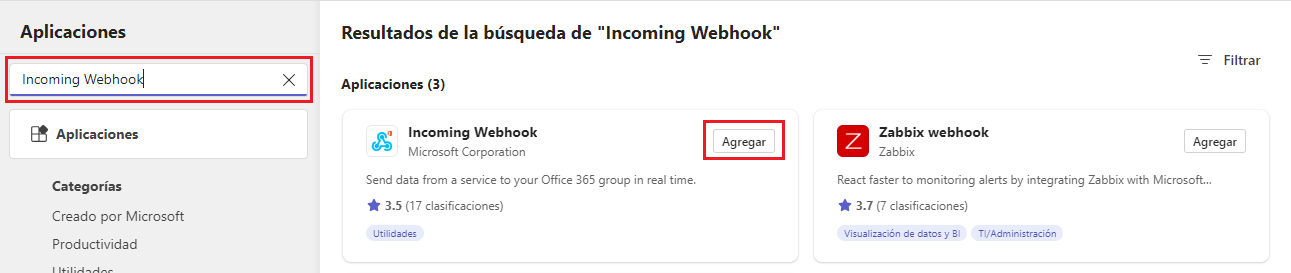 Aplicaciones
Incoming Webhook
Aplicaciones
Categorías
Creado por Microsoft
Productividad
Utilidades
Resultados de la búsqueda de "Incoming Webhook"
Filtrar
Aplicaciones (3)
Incoming Webhook
Microsoft Corporation
Agregar
Send data from a service to your Office 365 group in real time.
3.5 (17 clasificaciones)
Utilidades
Z
Zabbix webhook
Zabbix
Agregar
React faster to monitoring alerts by integrating Zabbix with Microsoft...
3.7 (7 clasificaciones)
Visualización de datos y BI TI/Administración